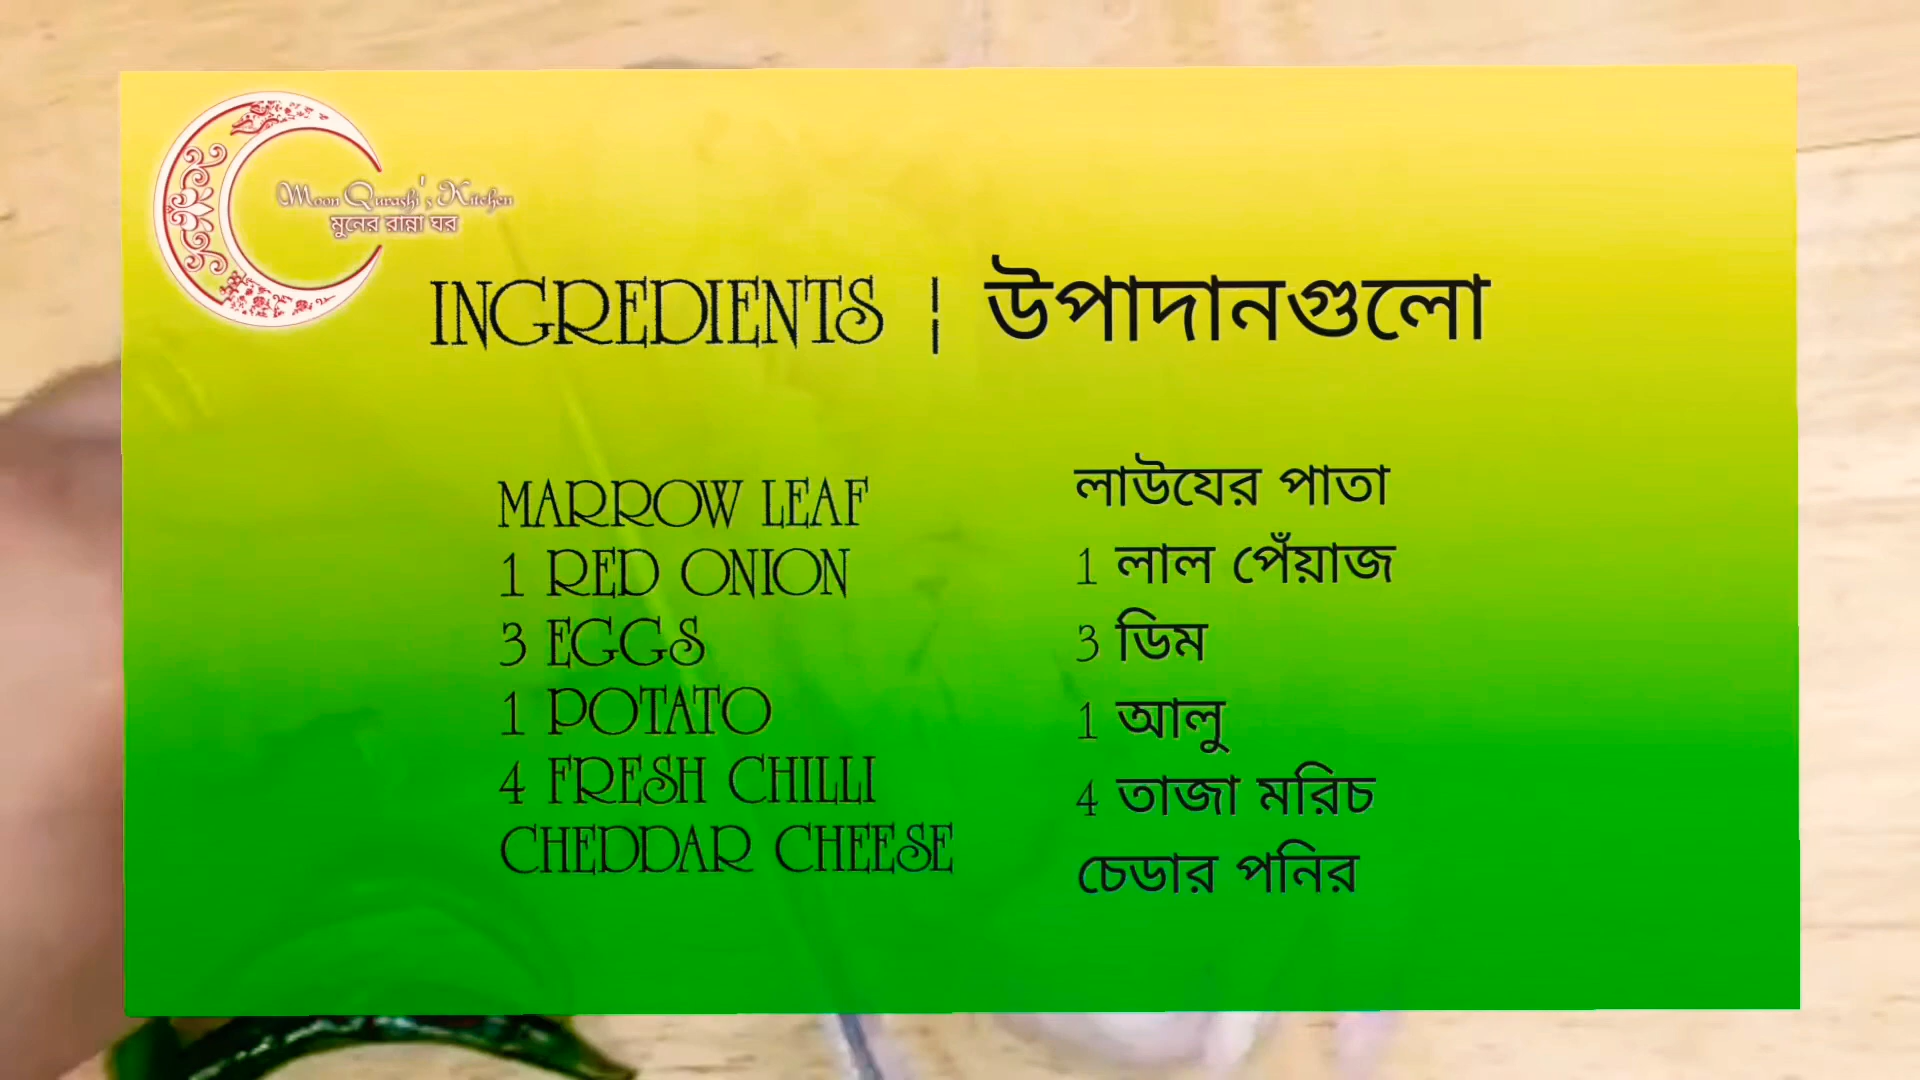 Moon Qurashi's Kitchen
মুনের রান্না ঘর
INGREDIENTS | উপাদানগুলো
MARROW LEAF
1 RED ONION
3 EGGS
1 POTATO
4 FRESH CHILLI
CHEDDAR CHEESE
লাউযের পাতা
1 লাল পেঁয়াজ
3 ডিম
1 আলু
4 তাজা মরিচ
চেডার পনির